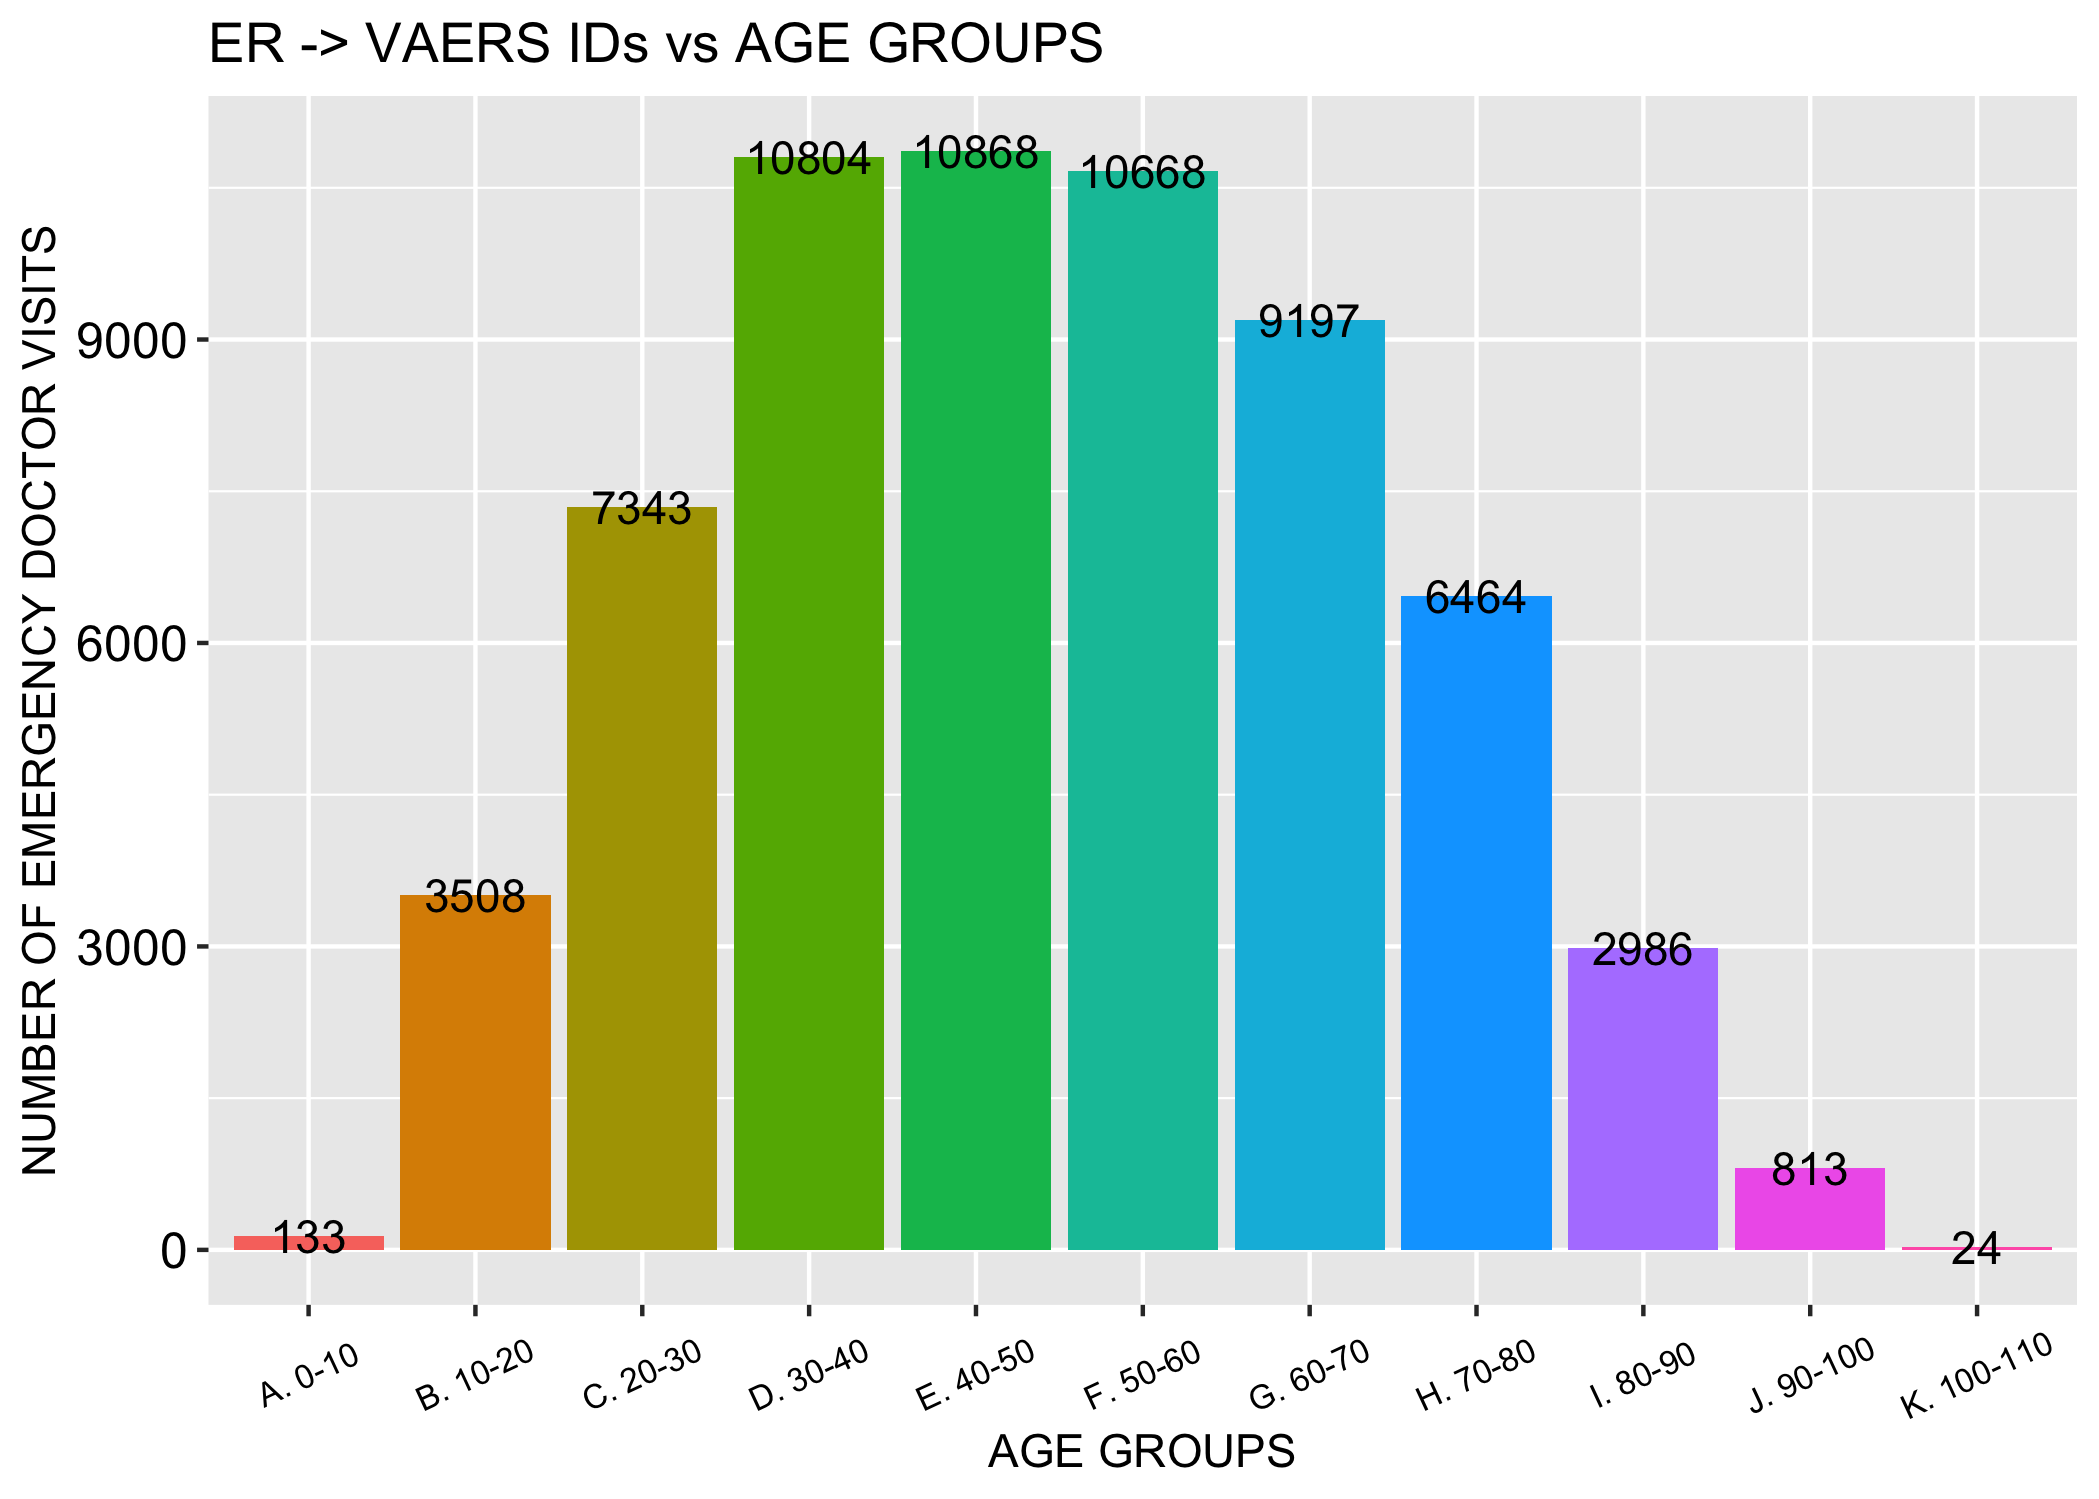 ER -> VAERS IDs vs AGE GROUPS
NUMBER OF EMERGENCY DOCTOR VISITS
9000
6000
3000
0
133
3508
7343
10804
10868
10668
9197
6464
2986
813
24
A. 0-10
B. 10-20
C. 20-30
D. 30-40
E. 40-50
F. 50-60
G. 60-70
H. 70-80
I. 80-90
J. 90-100
K. 100-110
AGE GROUPS